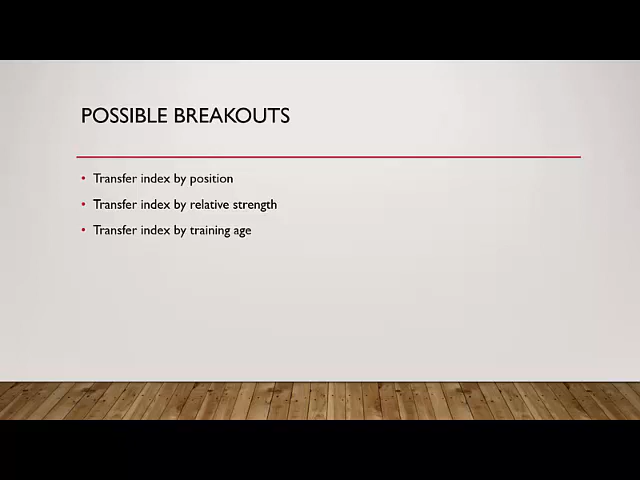 POSSIBLE BREAKOUTS
• Transfer index by position
• Transfer index by relative strength
• Transfer index by training age